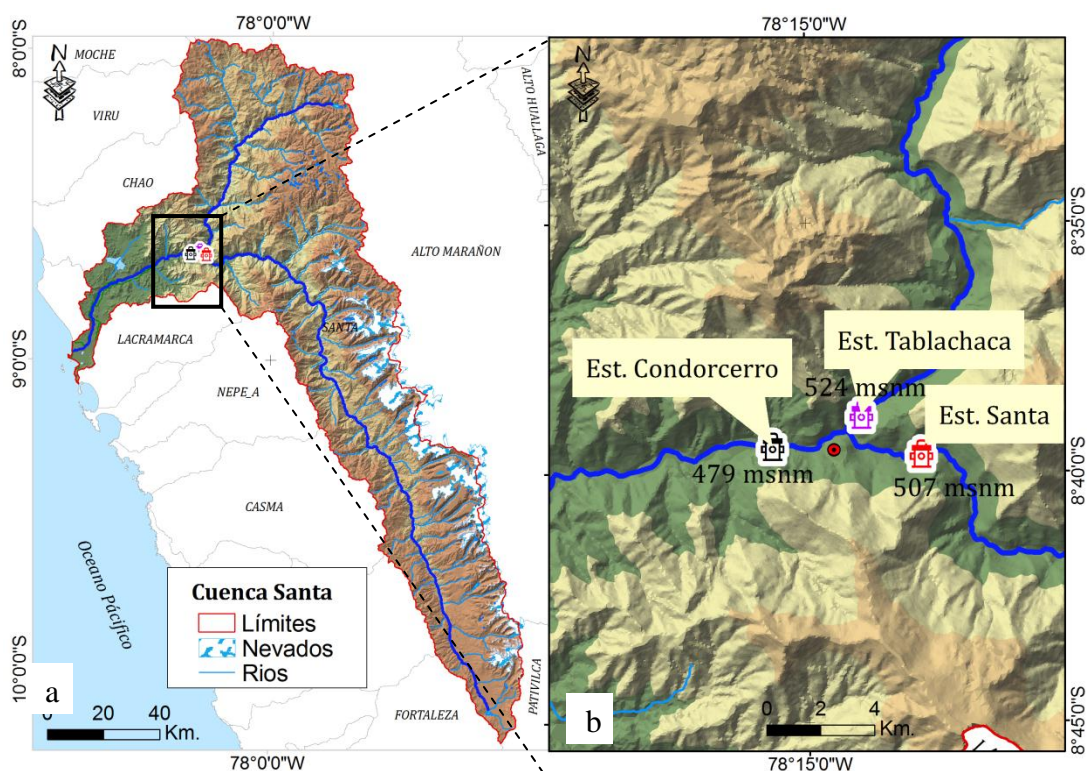 78°0'0"W
8°0'0"S
N
MOCHE
VIRU
CHAO
ALTO HUALLAGA
ALTO MARAÑON
LACRAMARCA
SANTA
9°0'0"S
NEPE_A
CASMA
Oceano Pácífico
Cuenca Santa
Límites
Nevados
Rios
10°0'0"S
a
0 20 40
Km.
FORTALEZA
PATIVILCA
78°0'0"W
78°15'0"W
N
8°35'0"S
Est. Condorcerro
Est. Tablachaca
524 msnm
Est. Santa
479 msnm
507 msnm
8°40'0"S
b
0 2 4
Km.
8°45'0"S
78°15'0"W